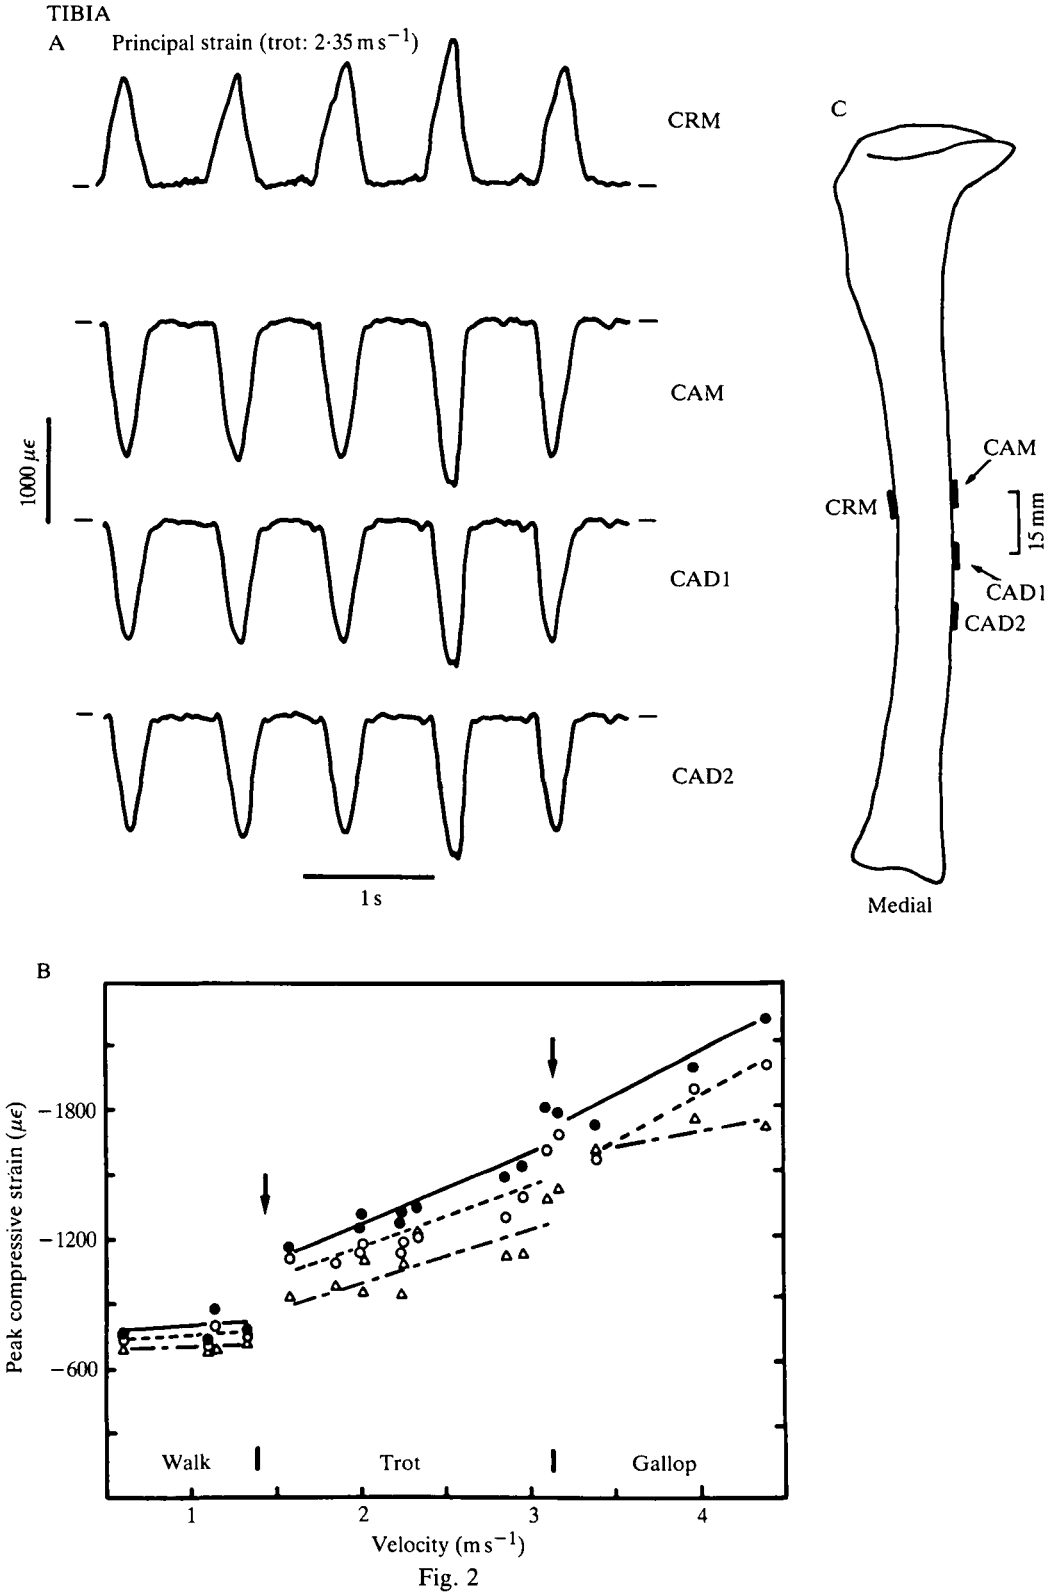 TIBIA
A Principal strain (trot: 2·35 m s⁻¹)
CRM
CAM
1000 µϵ
CAD1
CAD2
1 s
C
CAM
CRM
15 mm
CAD1
CAD2
Medial
B
Peak compressive strain (µϵ)
−1800
−1200
−600
Walk Trot Gallop
1 2 3 4
Velocity (m s⁻¹)
Fig. 2